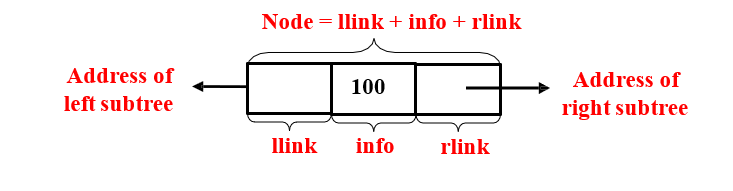 Node = llink + info + rlink
Address of
left subtree
100
Address of
right subtree
llink
info
rlink